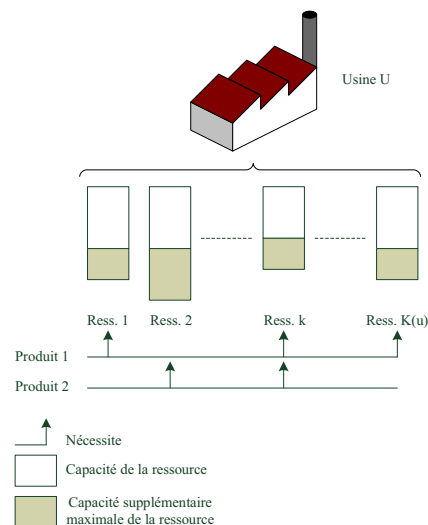 Usine U
Ress. 1 Ress. 2 Ress. k Ress. K(u)
Produit 1
Produit 2
Nécessite
Capacité de la ressource
Capacité supplémentaire
maximale de la ressource